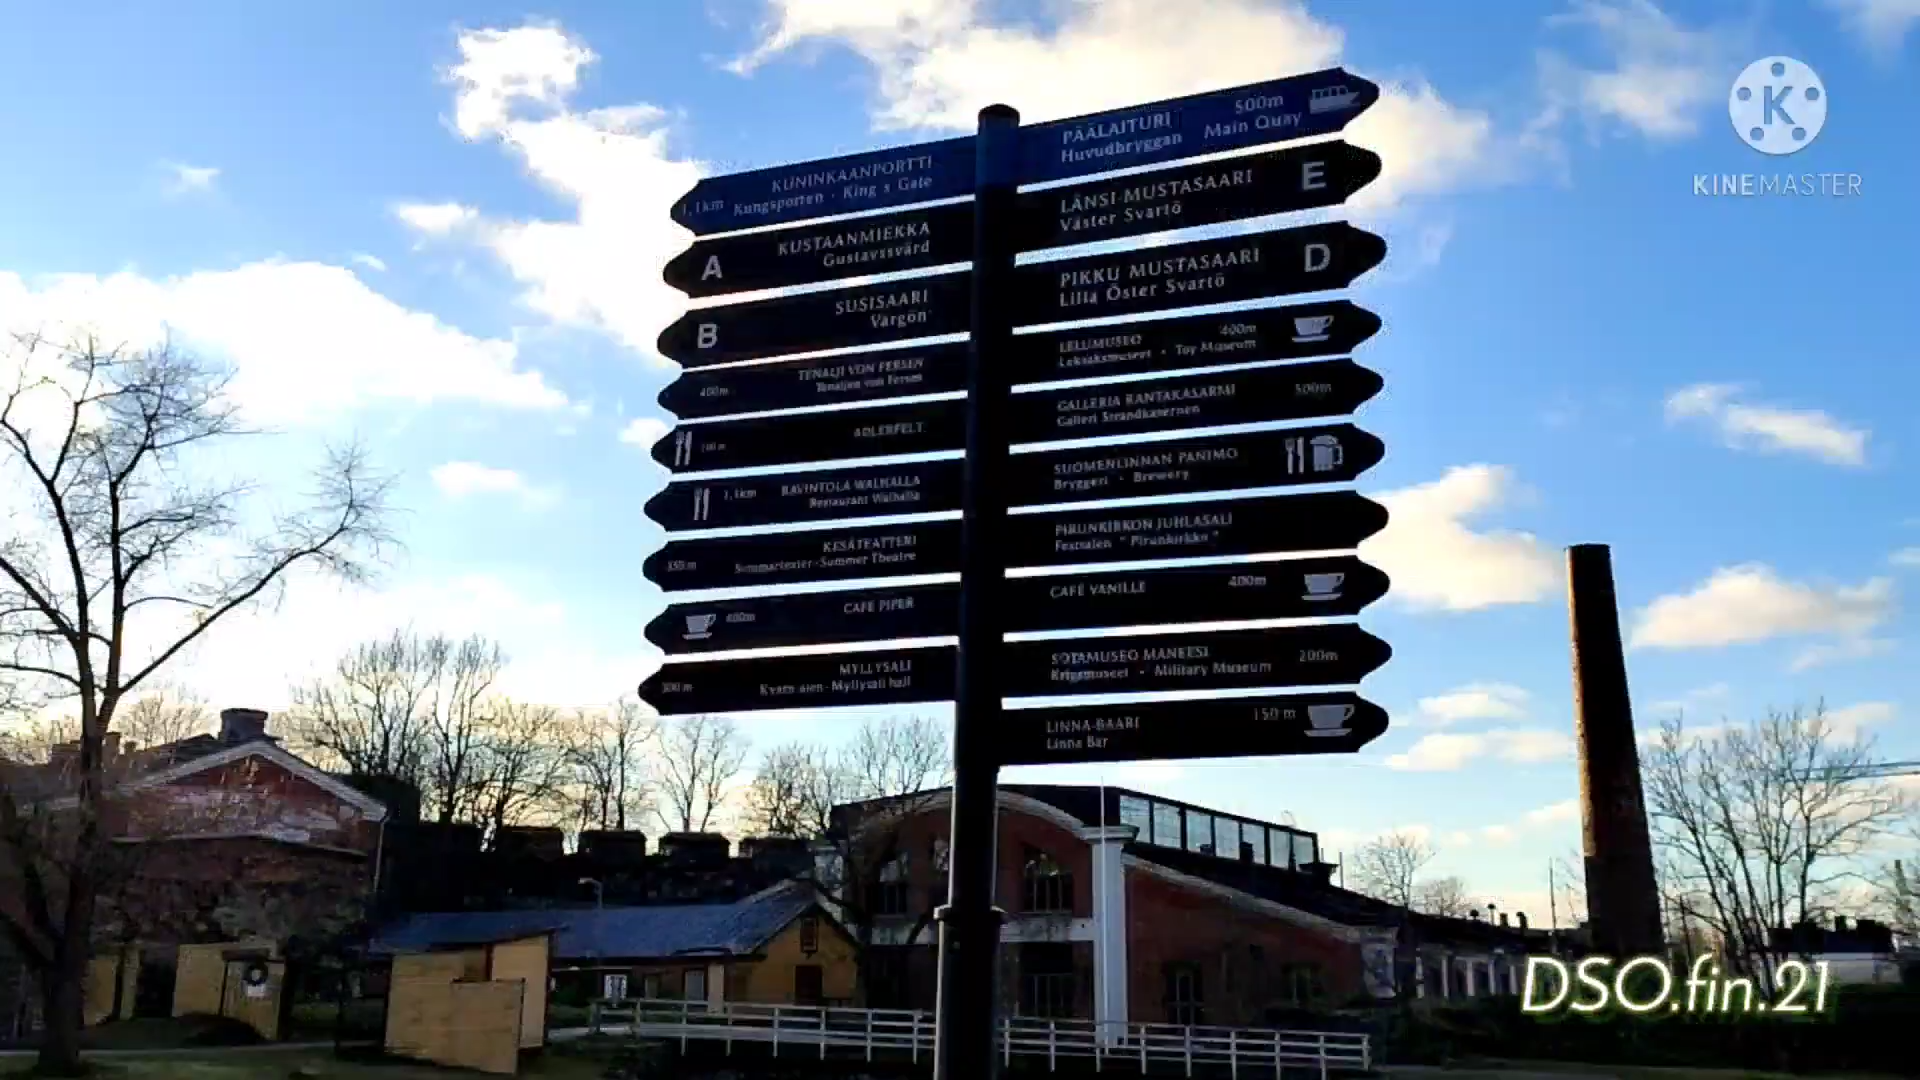 KUNINKAANPORTTI
1,1km Kungsporten · King s Gate
A KUSTAANMIEKKA
Gustavssvärd
B SUSISAARI
Vargön
TENALJI VON FERSEN
400m Tenaljen von Fersen
ADLERFELT
1,1km RAVINTOLA WALHALLA
Restaurant Walhalla
KESÄTEATTERI
350m Sommarteater · Summer Theatre
400m CAFE PIPER
MYLLYSALI
300m Myllysali hall
PÄÄLAITURI 500m
Huvudbryggan Main Quay
LÄNSI-MUSTASAARI E
Väster Svartö
PIKKU MUSTASAARI D
Lilla Öster Svartö
LELUMUSEO 400m
Leksaksmuseet · Toy Museum
GALLERIA RANTAKASARMI 500m
Galleri Strandkasernen
SUOMENLINNAN PANIMO
Bryggeri · Brewery
PIRUNKIRKON JUHLASALI
Festsalen "Pirunkirkko"
CAFÉ VANILLE 400m
SOTAMUSEO MANEESI 200m
Krigsmuseet · Military Museum
LINNA-BAARI 150 m
Linna Bar
K
KINEMASTER
DSO.fin.21